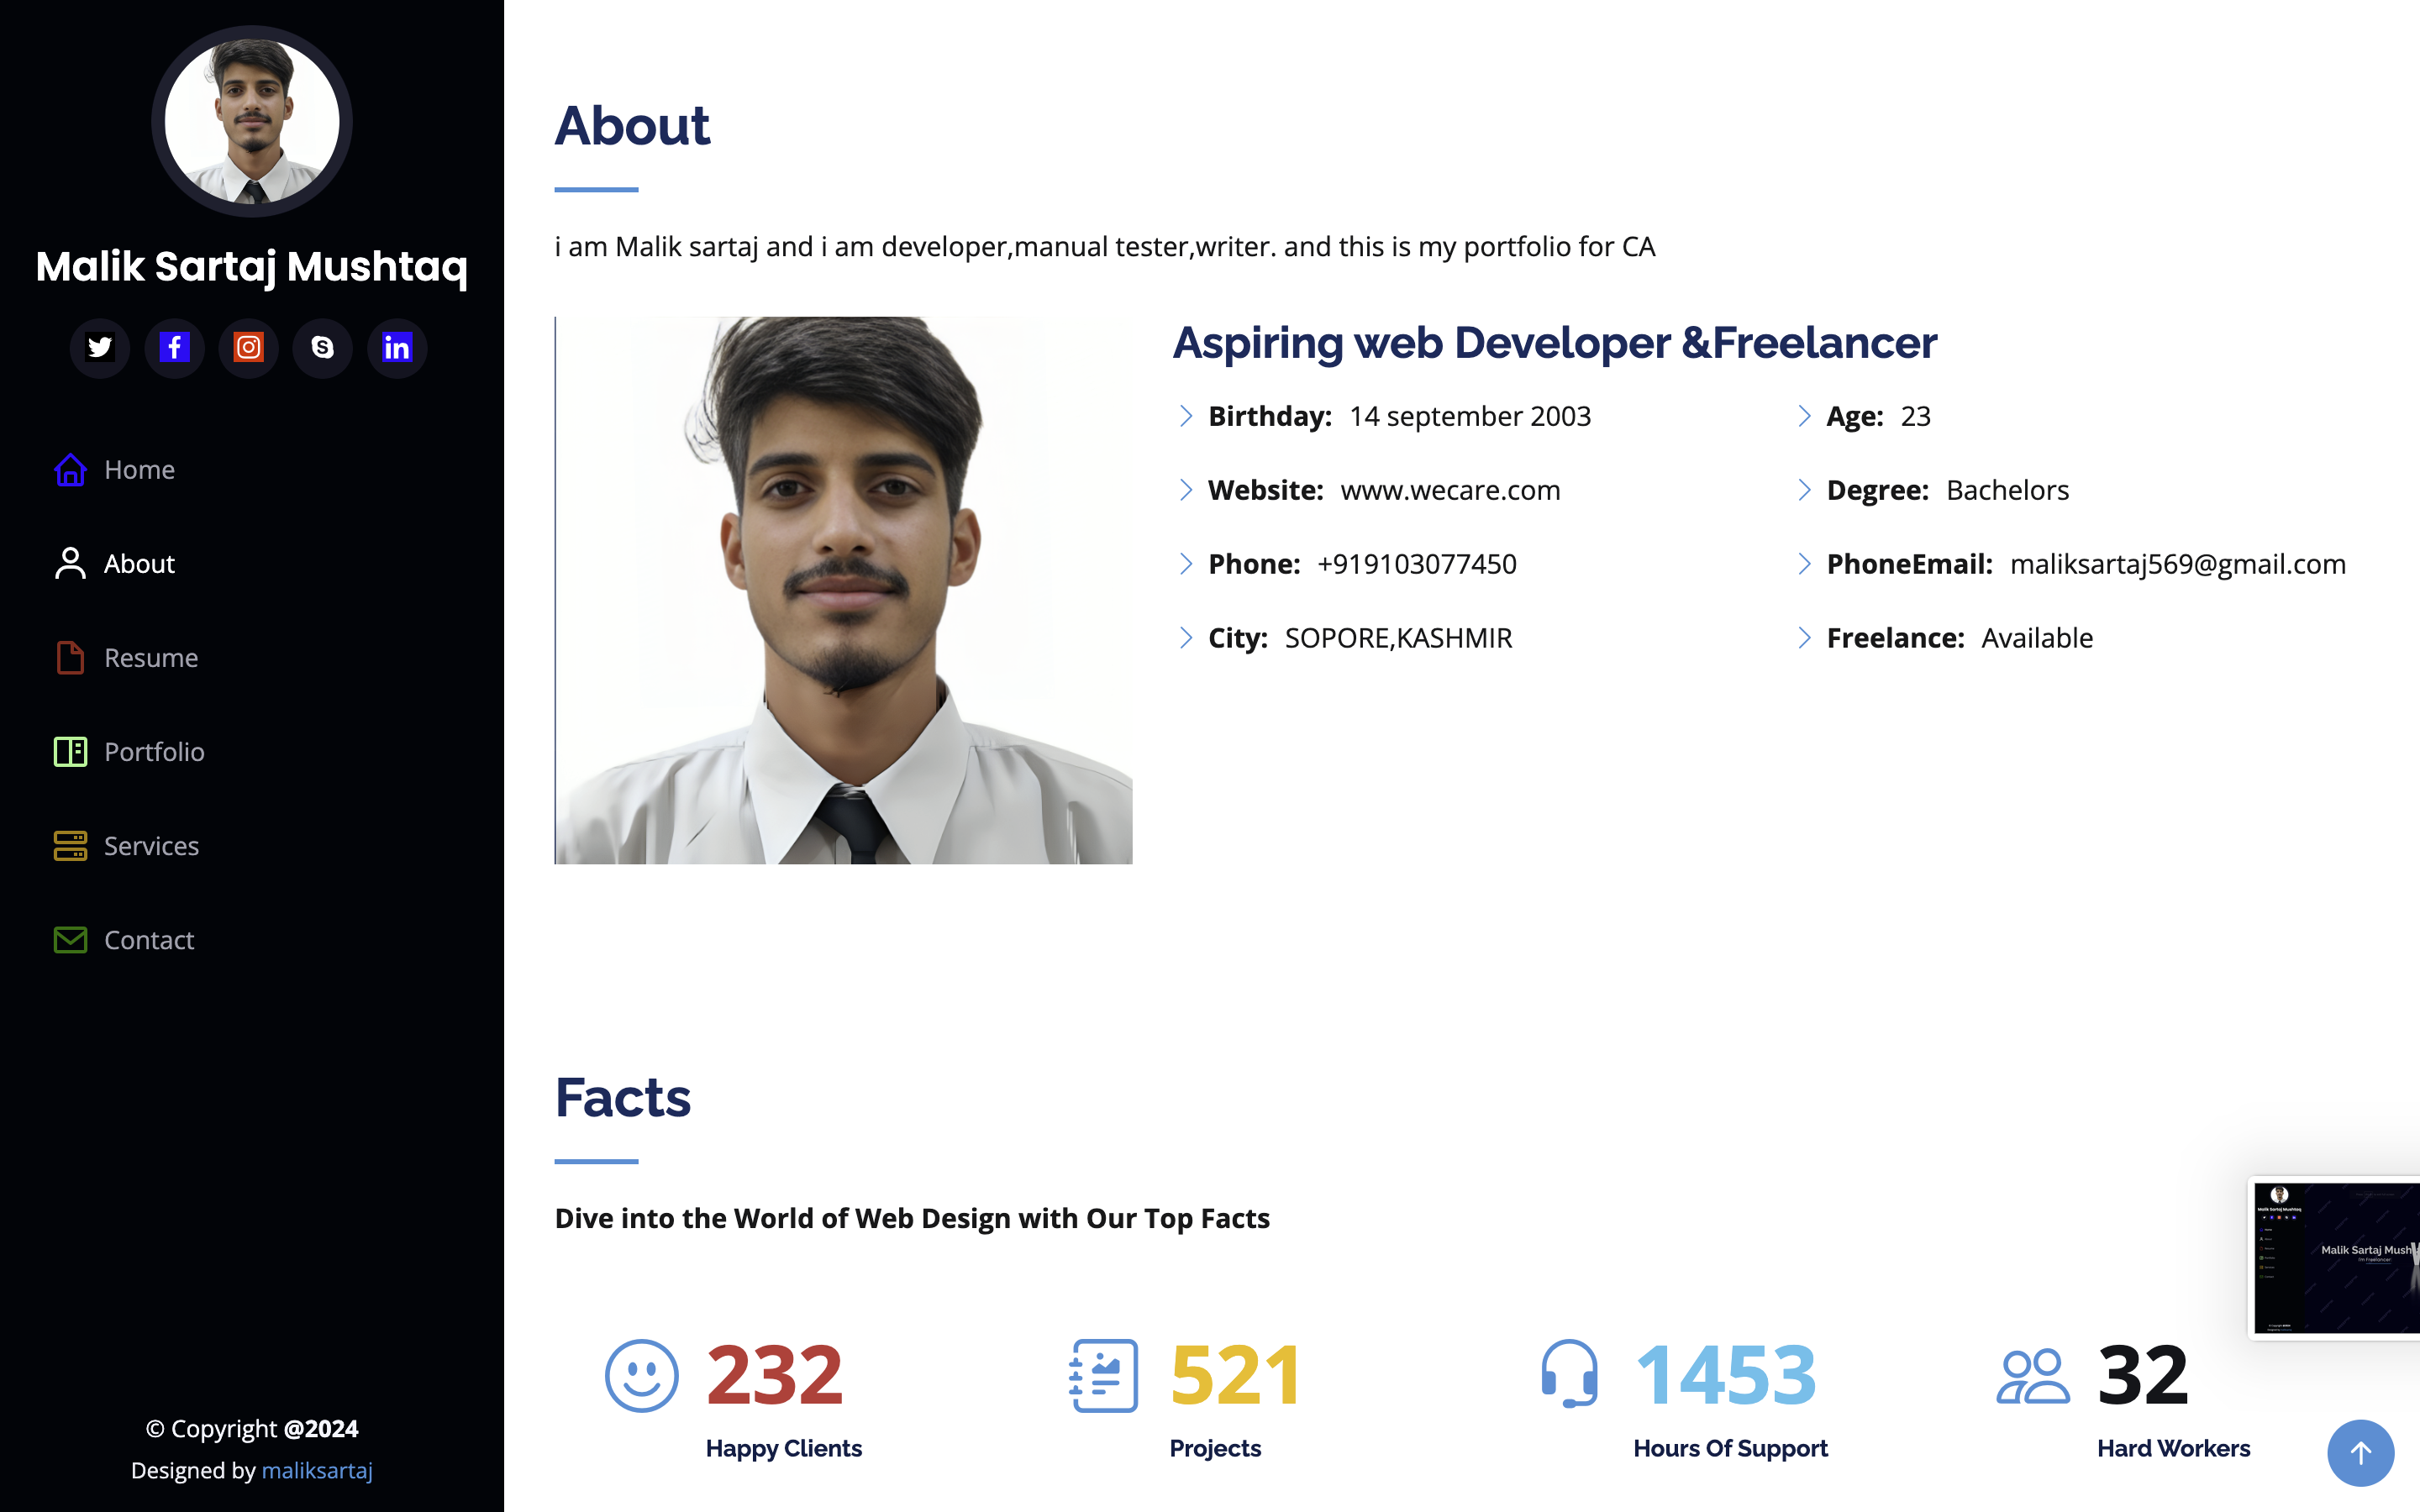 Malik Sartaj Mushtaq
Home
About
Resume
Portfolio
Services
Contact
© Copyright @2024
Designed by maliksartaj
About
i am Malik sartaj and i am developer,manual tester,writer. and this is my portfolio for CA
Aspiring web Developer &Freelancer
Birthday: 14 september 2003
Age: 23
Website: www.wecare.com
Degree: Bachelors
Phone: +919103077450
PhoneEmail: maliksartaj569@gmail.com
City: SOPORE,KASHMIR
Freelance: Available
Facts
Dive into the World of Web Design with Our Top Facts
232
Happy Clients
521
Projects
1453
Hours Of Support
32
Hard Workers
Malik Sartaj Mushtaq
Malik Sartaj Mush